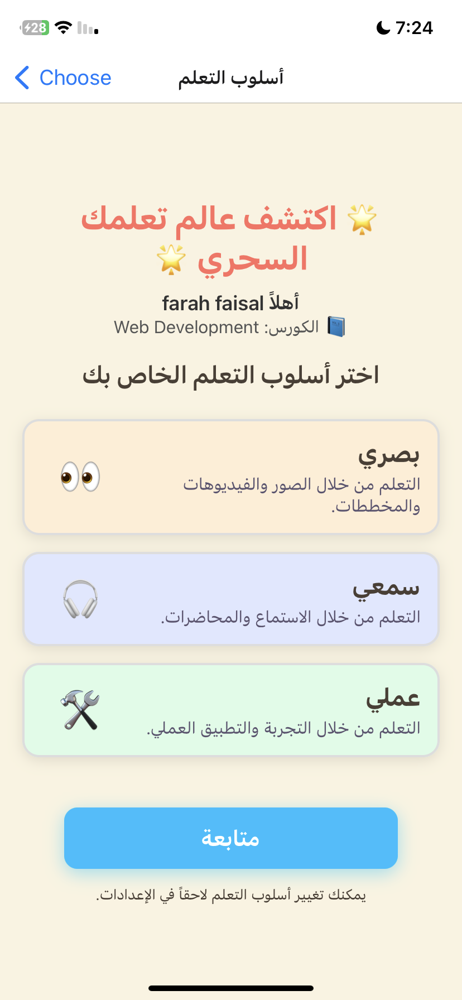 7:24
28
Choose
أسلوب التعلم
🌟 اكتشف عالم تعلمك
السحري 🌟
أهلاً farah faisal
📘 الكورس: Web Development
اختر أسلوب التعلم الخاص بك
بصري
التعلم من خلال الصور والفيديوهات
والمخططات.
سمعي
التعلم من خلال الاستماع والمحاضرات.
عملي
التعلم من خلال التجربة والتطبيق العملي.
متابعة
يمكنك تغيير أسلوب التعلم لاحقاً في الإعدادات.